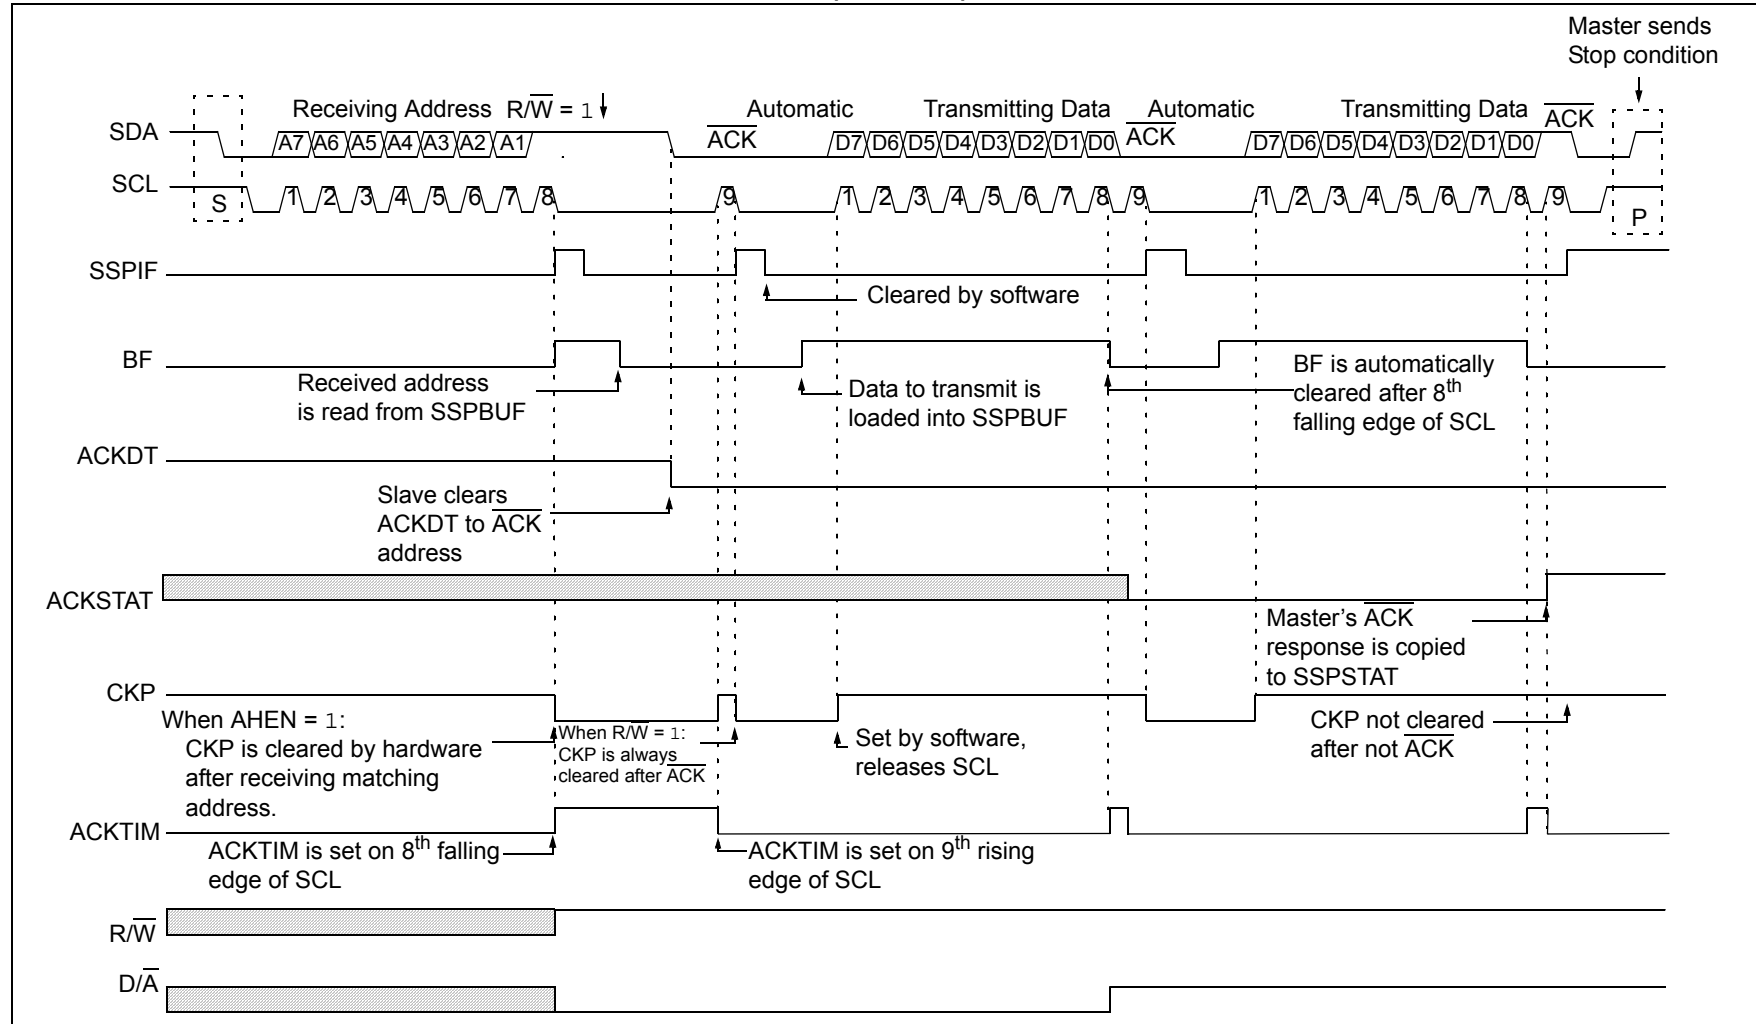 Master sends
Stop condition
Receiving Address R/W̅ = 1
Automatic
Transmitting Data
Automatic
Transmitting Data
A̅C̅K̅
SDA
A7 A6 A5 A4 A3 A2 A1
A̅C̅K̅
D7 D6 D5 D4 D3 D2 D1 D0
A̅C̅K̅
D7 D6 D5 D4 D3 D2 D1 D0
SCL
S
1 2 3 4 5 6 7 8 9 1 2 3 4 5 6 7 8 9 1 2 3 4 5 6 7 8 9
P
SSPIF
Cleared by software
BF
Received address
is read from SSPBUF
Data to transmit is
loaded into SSPBUF
BF is automatically
cleared after 8th
falling edge of SCL
ACKDT
Slave clears
ACKDT to A̅C̅K̅
address
ACKSTAT
Master’s A̅C̅K̅
response is copied
to SSPSTAT
CKP
When AHEN = 1:
CKP is cleared by hardware
after receiving matching
address.
When R/W̅ = 1:
CKP is always
cleared after A̅C̅K̅
Set by software,
releases SCL
CKP not cleared
after not A̅C̅K̅
ACKTIM
ACKTIM is set on 8th falling
edge of SCL
ACKTIM is set on 9th rising
edge of SCL
R/W̅
D/A̅